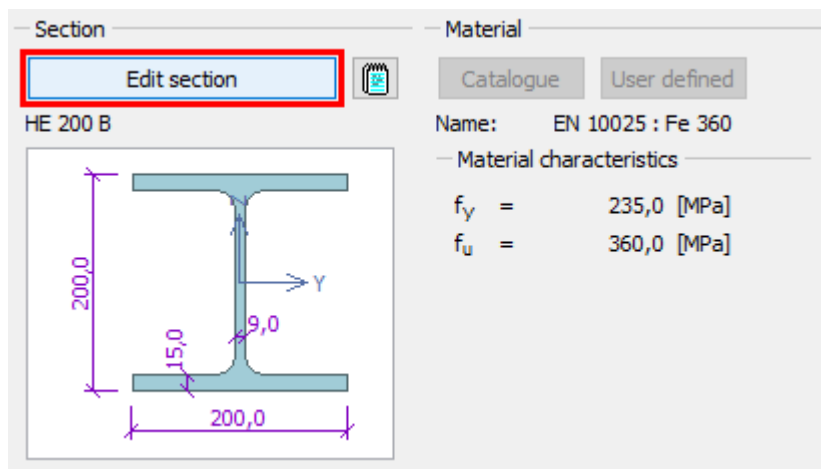 Section
Edit section
HE 200 B
200,0
15,0
9,0
200,0
Z
Y
Material
Catalogue
User defined
Name: EN 10025 : Fe 360
Material characteristics
fy = 235,0 [MPa]
fu = 360,0 [MPa]